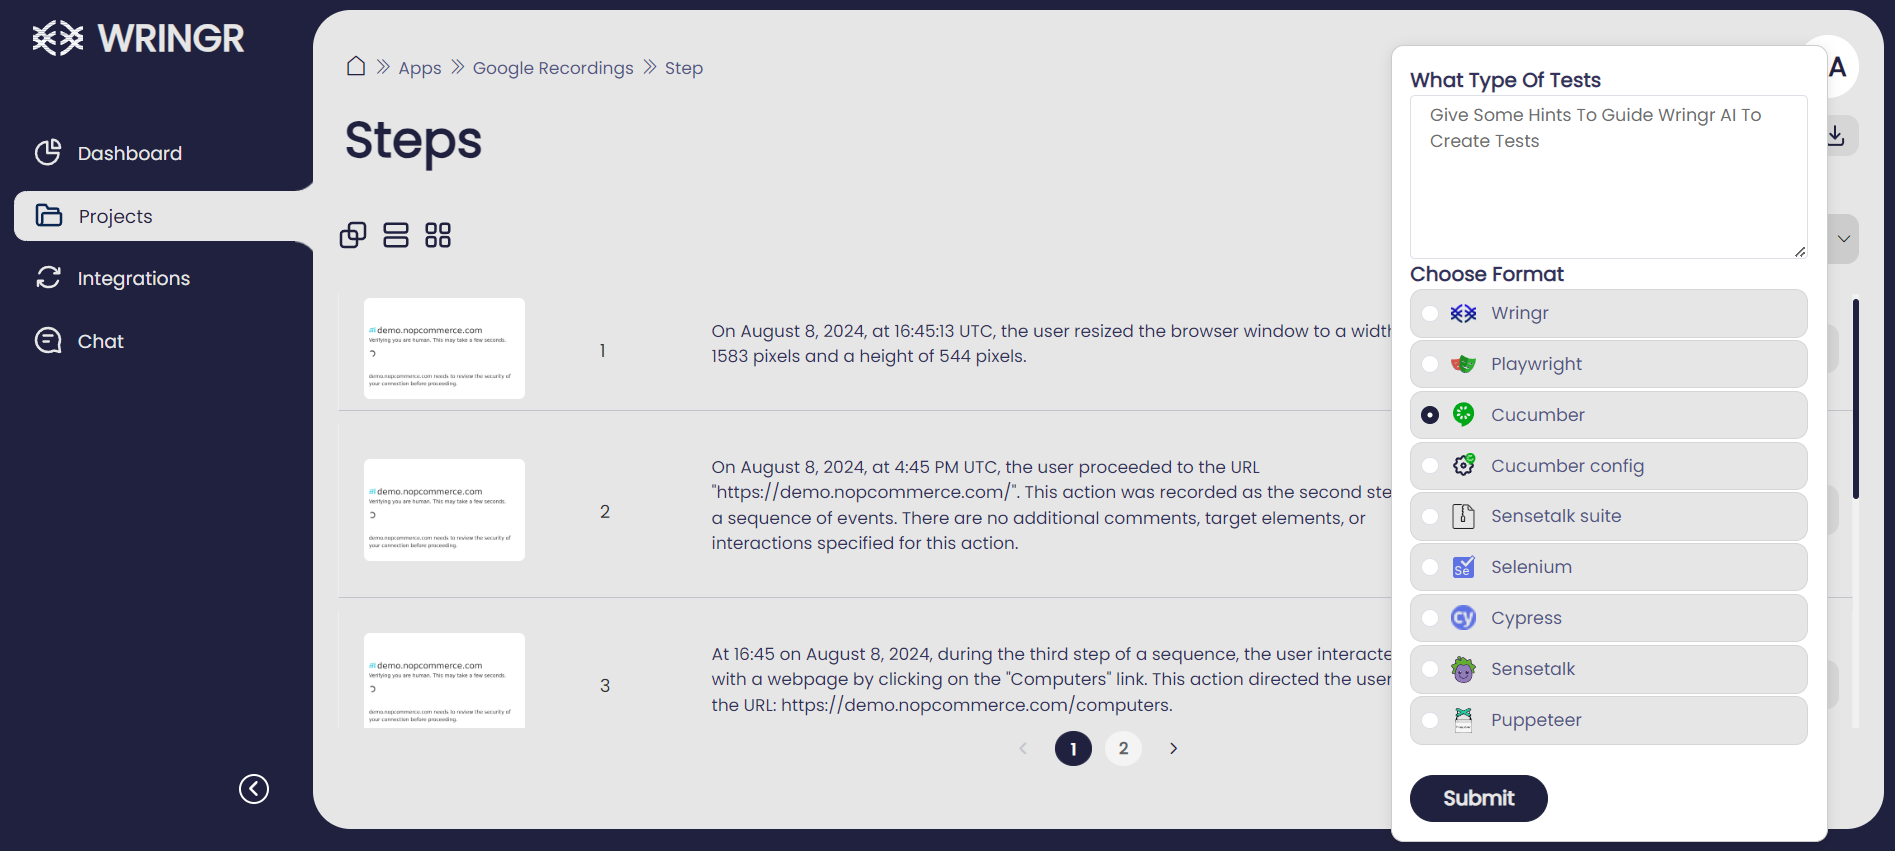 WRINGR
Dashboard
Projects
Integrations
Chat
Apps
Google Recordings
Step
Steps
demo.nopcommerce.com
Verifying you are human. This may take a few seconds.
demo.nopcommerce.com needs to review the security of
your connection before proceeding.
1
On August 8, 2024, at 16:45:13 UTC, the user resized the browser window to a width
1583 pixels and a height of 544 pixels.
demo.nopcommerce.com
Verifying you are human. This may take a few seconds.
demo.nopcommerce.com needs to review the security of
your connection before proceeding.
2
On August 8, 2024, at 4:45 PM UTC, the user proceeded to the URL
"https://demo.nopcommerce.com/". This action was recorded as the second ste
a sequence of events. There are no additional comments, target elements, or
interactions specified for this action.
demo.nopcommerce.com
Verifying you are human. This may take a few seconds.
demo.nopcommerce.com needs to review the security of
your connection before proceeding.
3
At 16:45 on August 8, 2024, during the third step of a sequence, the user interacte
with a webpage by clicking on the "Computers" link. This action directed the user
the URL: https://demo.nopcommerce.com/computers.
1
2
A
What Type Of Tests
Give Some Hints To Guide Wringr AI To
Create Tests
Choose Format
Wringr
Playwright
Cucumber
Cucumber config
Sensetalk suite
Se
Selenium
cy
Cypress
Sensetalk
Puppeteer
Submit